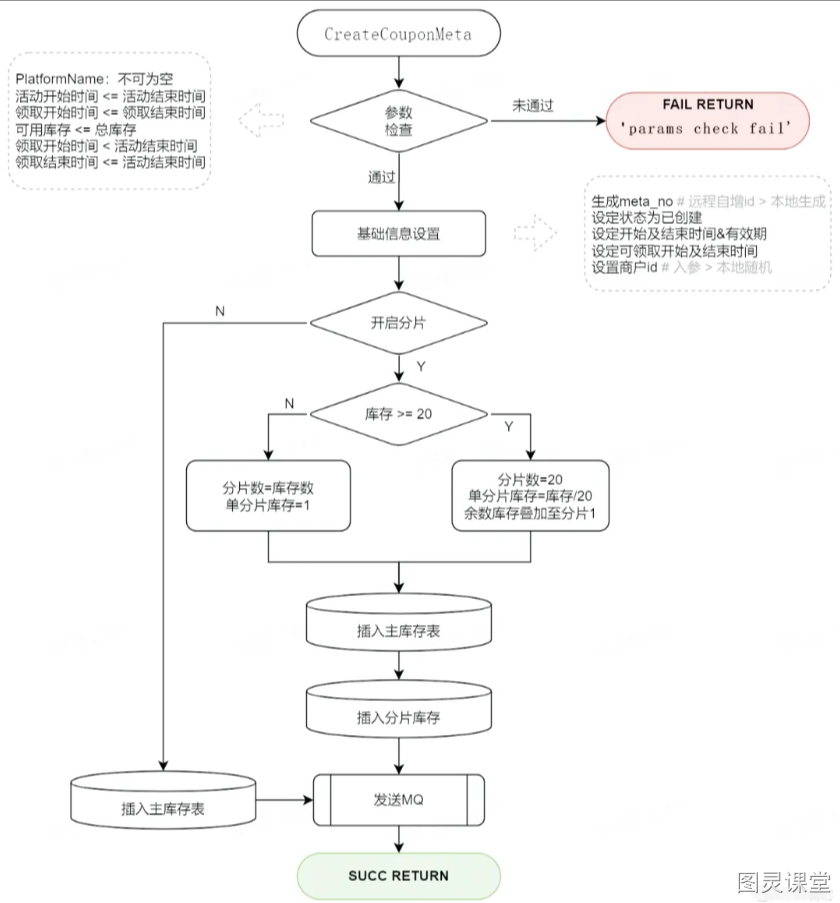 CreateCouponMeta
PlatformName：不可为空
活动开始时间 <= 活动结束时间
领取开始时间 <= 领取结束时间
可用库存 <= 总库存
领取开始时间 < 活动结束时间
领取结束时间 <= 活动结束时间
参数
检查
未通过
FAIL RETURN
'params check fail'
通过
生成meta_no # 远程自增id > 本地生成
设定状态为已创建
设定开始及结束时间&有效期
设定可领取开始及结束时间
设置商户id # 入参 > 本地随机
基础信息设置
N
开启分片
Y
N
库存 >= 20
Y
分片数=库存数
单分片库存=1
分片数=20
单分片库存=库存/20
余数库存叠加至分片1
插入主库存表
插入分片库存
插入主库存表
发送MQ
SUCC RETURN
图灵课堂